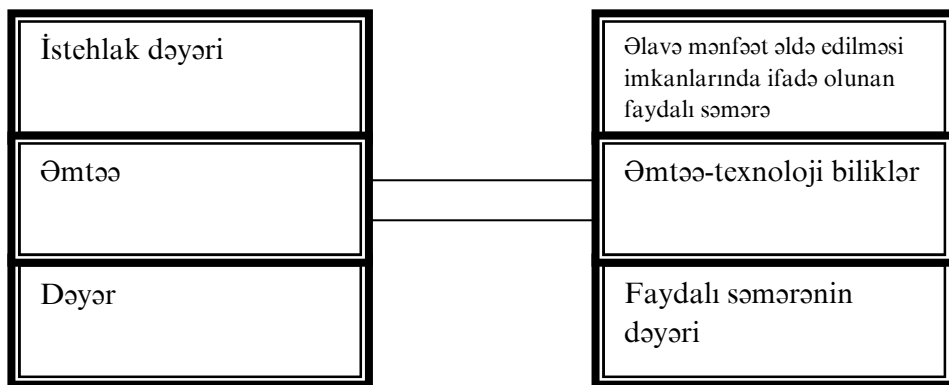 İstehlak dəyəri
Əmtəə
Dəyər
Əlavə mənfəət əldə edilməsi
imkanlarında ifadə olunan
faydalı səmərə
Əmtəə-texnoloji biliklər
Faydalı səmərənin
dəyəri